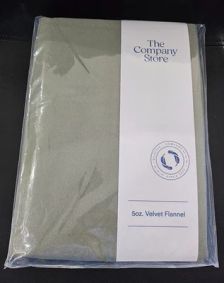 The
Company
Store
5oz. Velvet Flannel